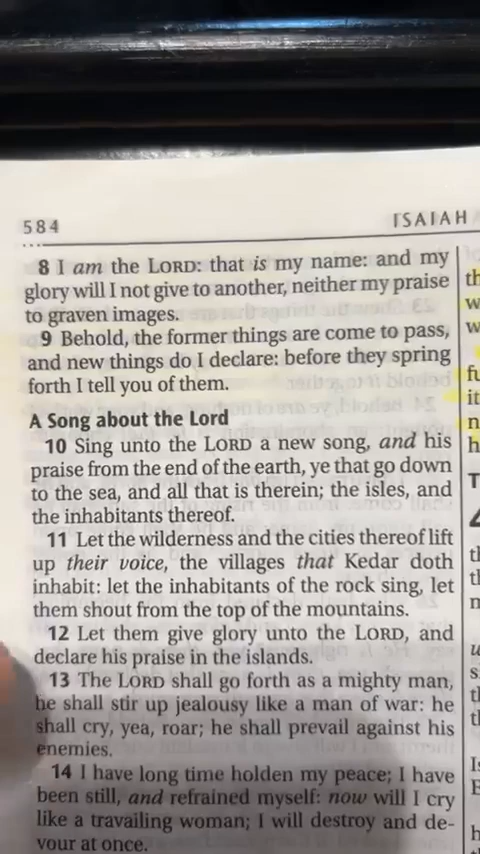 584
ISAIAH
8 I am the LORD: that is my name: and my
glory will I not give to another, neither my praise
to graven images.
9 Behold, the former things are come to pass,
and new things do I declare: before they spring
forth I tell you of them.
A Song about the Lord
10 Sing unto the LORD a new song, and his
praise from the end of the earth, ye that go down
to the sea, and all that is therein; the isles, and
the inhabitants thereof.
11 Let the wilderness and the cities thereof lift
up their voice, the villages that Kedar doth
inhabit: let the inhabitants of the rock sing, let
them shout from the top of the mountains.
12 Let them give glory unto the LORD, and
declare his praise in the islands.
13 The LORD shall go forth as a mighty man,
he shall stir up jealousy like a man of war: he
shall cry, yea, roar; he shall prevail against his
enemies.
14 I have long time holden my peace; I have
been still, and refrained myself: now will I cry
like a travailing woman; I will destroy and de-
vour at once.